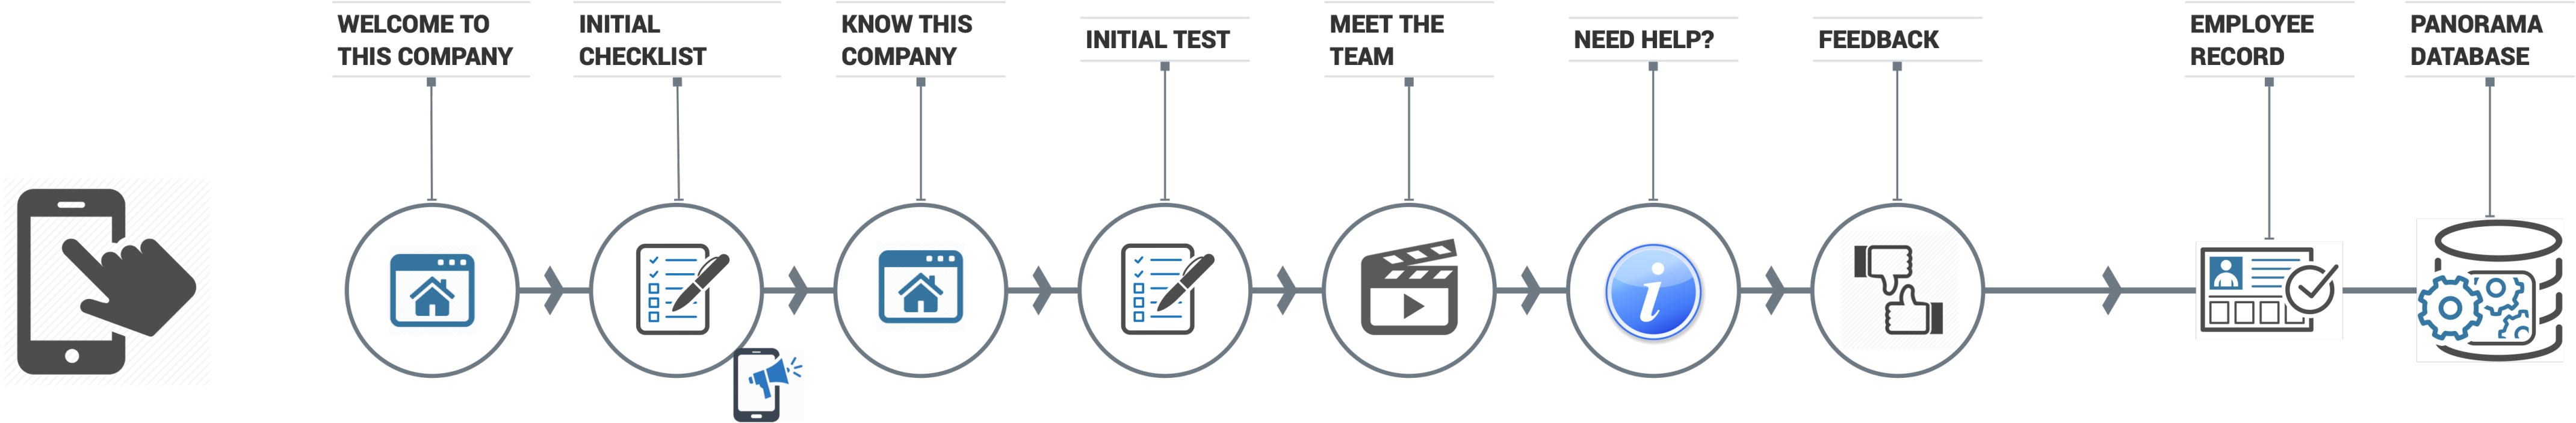 WELCOME TO
THIS COMPANY
INITIAL
CHECKLIST
KNOW THIS
COMPANY
INITIAL TEST
MEET THE
TEAM
NEED HELP?
FEEDBACK
EMPLOYEE
RECORD
PANORAMA
DATABASE
i